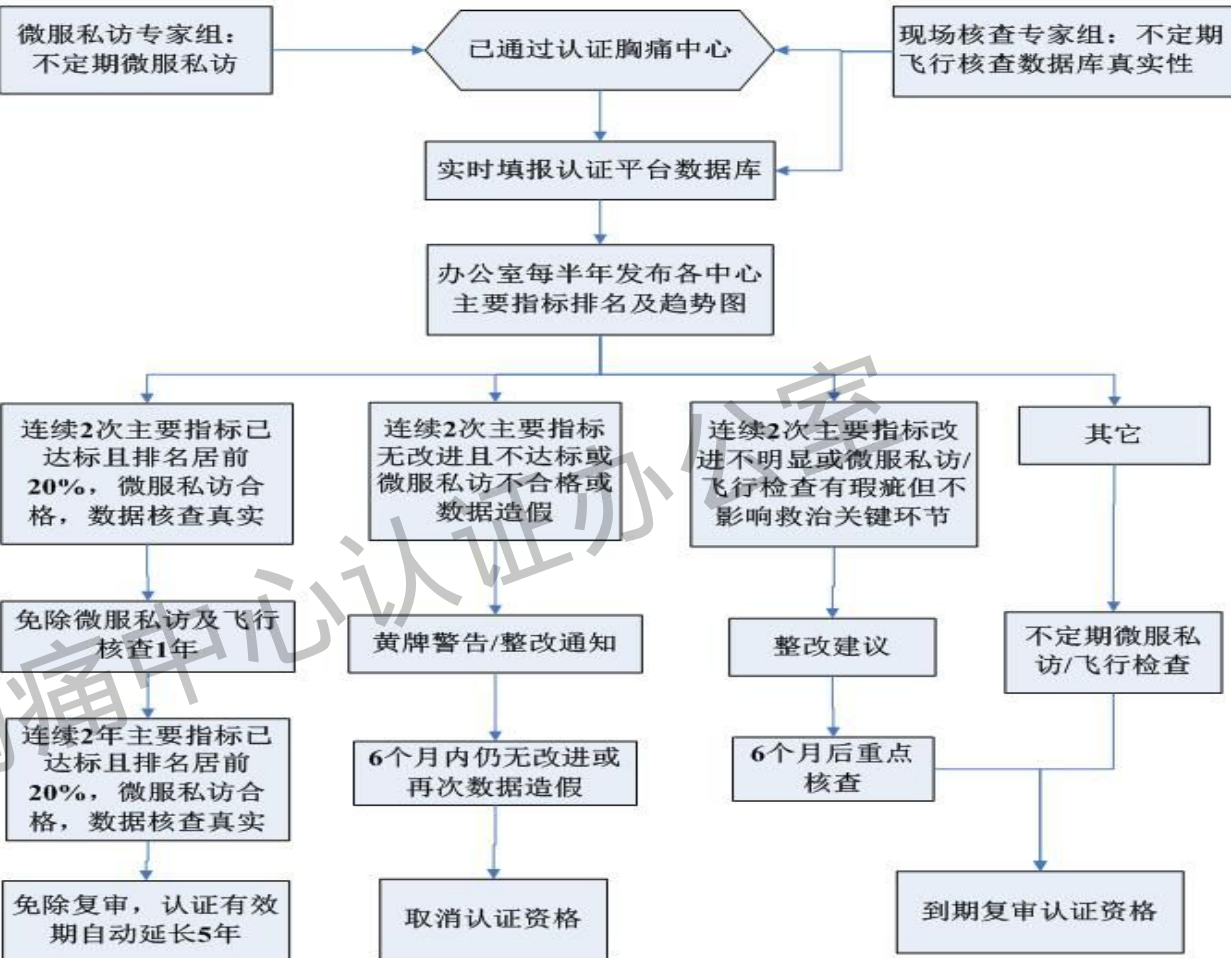 微服私访专家组：
不定期微服私访
已通过认证胸痛中心
现场核查专家组：不定期
飞行核查数据库真实性
实时填报认证平台数据库
办公室每半年发布各中心
主要指标排名及趋势图
连续2次主要指标已
达标且排名居前
20%，微服私访合
格，数据核查真实
连续2次主要指标
无改进且不达标或
微服私访不合格或
数据造假
连续2次主要指标改
进不明显或微服私访/
飞行检查有瑕疵但不
影响救治关键环节
其它
免除微服私访及飞行
核查1年
黄牌警告/整改通知
整改建议
不定期微服私
访/飞行检查
连续2年主要指标已
达标且排名居前
20%，微服私访合
格，数据核查真实
6个月内仍无改进或
再次数据造假
6个月后重点
核查
免除复审，认证有效
期自动延长5年
取消认证资格
到期复审认证资格
痛中心认证办公室